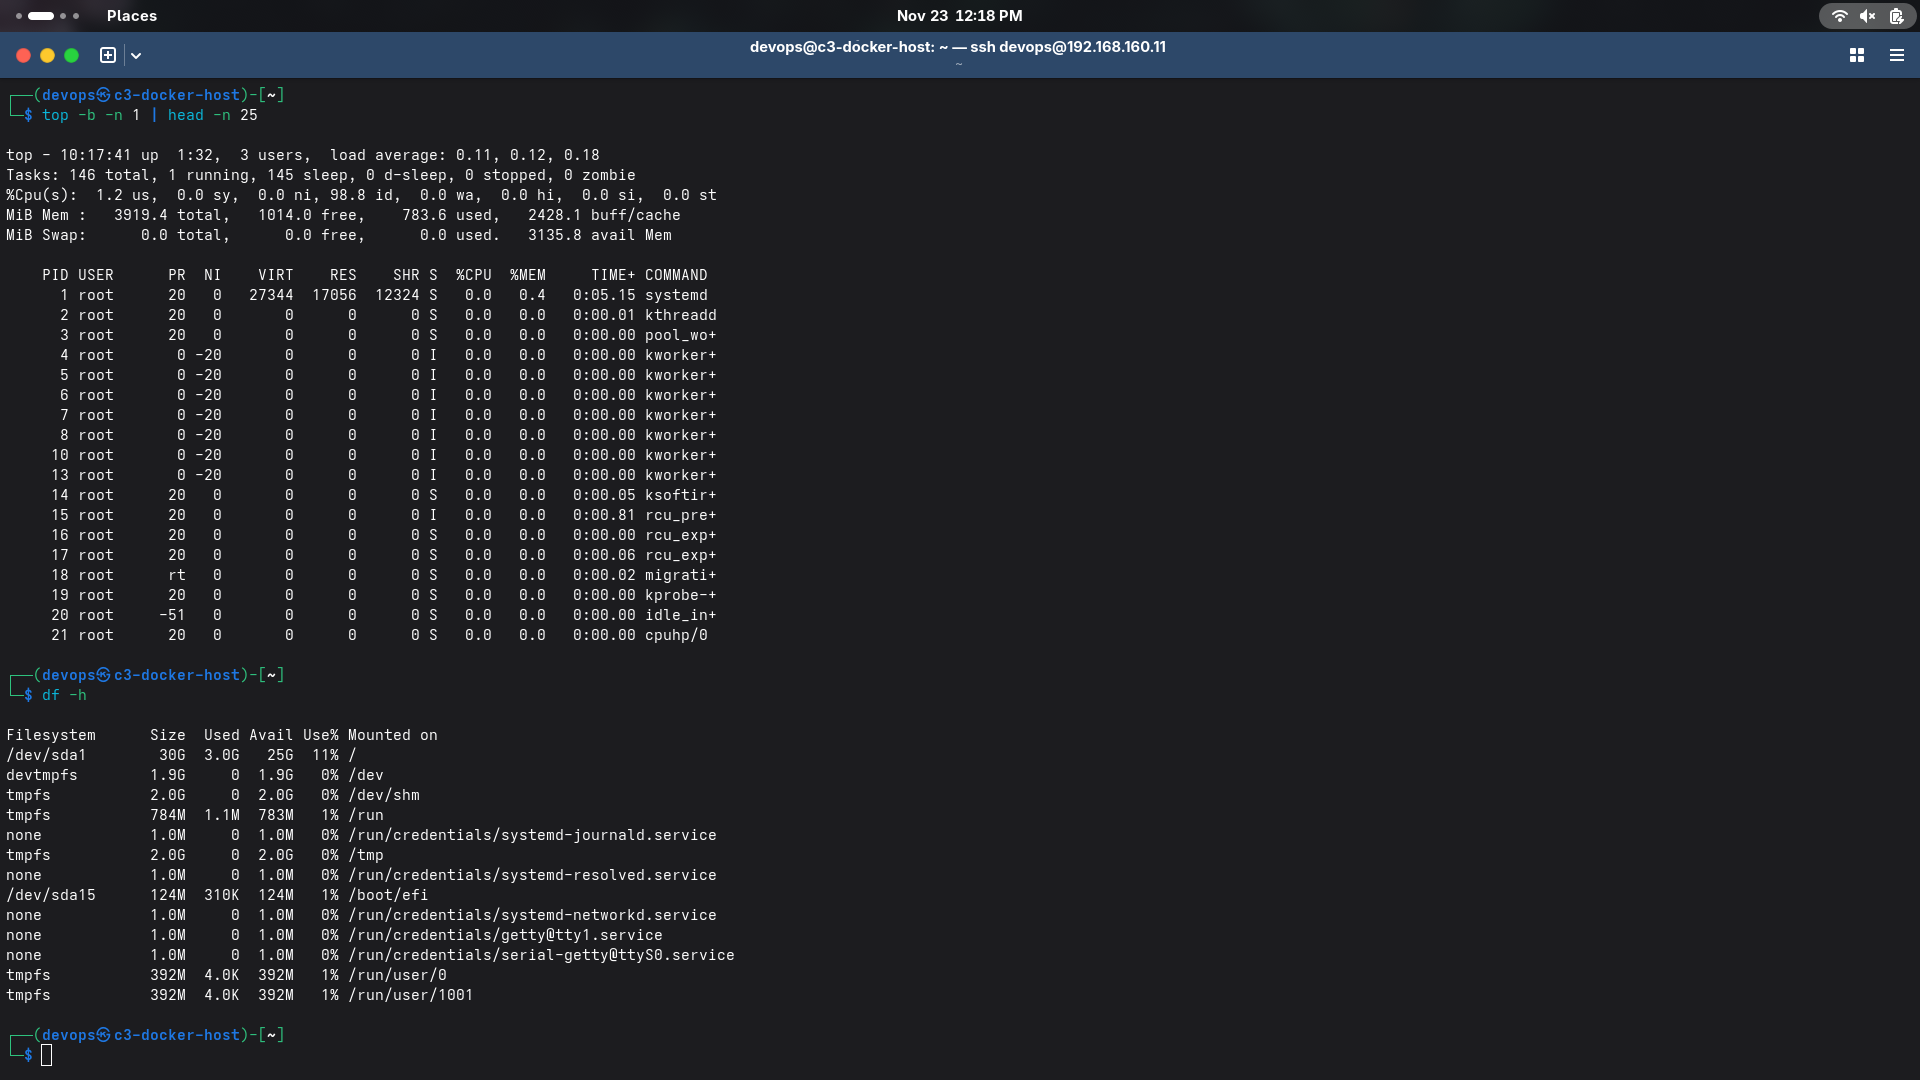 Places
Nov 23 12:18 PM
devops@c3-docker-host: ~ — ssh devops@192.168.160.11
~
┌──(devops㉿c3-docker-host)-[~]
└─$ top -b -n 1 | head -n 25
top - 10:17:41 up  1:32,  3 users,  load average: 0.11, 0.12, 0.18
Tasks: 146 total, 1 running, 145 sleep, 0 d-sleep, 0 stopped, 0 zombie
%Cpu(s):  1.2 us,  0.0 sy,  0.0 ni, 98.8 id,  0.0 wa,  0.0 hi,  0.0 si,  0.0 st
MiB Mem :   3919.4 total,   1014.0 free,    783.6 used,   2428.1 buff/cache
MiB Swap:      0.0 total,      0.0 free,      0.0 used.   3135.8 avail Mem
    PID USER      PR  NI    VIRT    RES    SHR S  %CPU  %MEM     TIME+ COMMAND
      1 root      20   0   27344  17056  12324 S   0.0   0.4   0:05.15 systemd
      2 root      20   0       0      0      0 S   0.0   0.0   0:00.01 kthreadd
      3 root      20   0       0      0      0 S   0.0   0.0   0:00.00 pool_wo+
      4 root       0 -20       0      0      0 I   0.0   0.0   0:00.00 kworker+
      5 root       0 -20       0      0      0 I   0.0   0.0   0:00.00 kworker+
      6 root       0 -20       0      0      0 I   0.0   0.0   0:00.00 kworker+
      7 root       0 -20       0      0      0 I   0.0   0.0   0:00.00 kworker+
      8 root       0 -20       0      0      0 I   0.0   0.0   0:00.00 kworker+
     10 root       0 -20       0      0      0 I   0.0   0.0   0:00.00 kworker+
     13 root       0 -20       0      0      0 I   0.0   0.0   0:00.00 kworker+
     14 root      20   0       0      0      0 S   0.0   0.0   0:00.05 ksoftir+
     15 root      20   0       0      0      0 I   0.0   0.0   0:00.81 rcu_pre+
     16 root      20   0       0      0      0 S   0.0   0.0   0:00.00 rcu_exp+
     17 root      20   0       0      0      0 S   0.0   0.0   0:00.06 rcu_exp+
     18 root      rt   0       0      0      0 S   0.0   0.0   0:00.02 migrati+
     19 root      20   0       0      0      0 S   0.0   0.0   0:00.00 kprobe-+
     20 root     -51   0       0      0      0 S   0.0   0.0   0:00.00 idle_in+
     21 root      20   0       0      0      0 S   0.0   0.0   0:00.00 cpuhp/0
┌──(devops㉿c3-docker-host)-[~]
└─$ df -h
Filesystem      Size  Used Avail Use% Mounted on
/dev/sda1        30G  3.0G   25G  11% /
devtmpfs        1.9G     0  1.9G   0% /dev
tmpfs           2.0G     0  2.0G   0% /dev/shm
tmpfs           784M  1.1M  783M   1% /run
none            1.0M     0  1.0M   0% /run/credentials/systemd-journald.service
tmpfs           2.0G     0  2.0G   0% /tmp
none            1.0M     0  1.0M   0% /run/credentials/systemd-resolved.service
/dev/sda15      124M  310K  124M   1% /boot/efi
none            1.0M     0  1.0M   0% /run/credentials/systemd-networkd.service
none            1.0M     0  1.0M   0% /run/credentials/getty@tty1.service
none            1.0M     0  1.0M   0% /run/credentials/serial-getty@ttyS0.service
tmpfs           392M  4.0K  392M   1% /run/user/0
tmpfs           392M  4.0K  392M   1% /run/user/1001
┌──(devops㉿c3-docker-host)-[~]
└─$